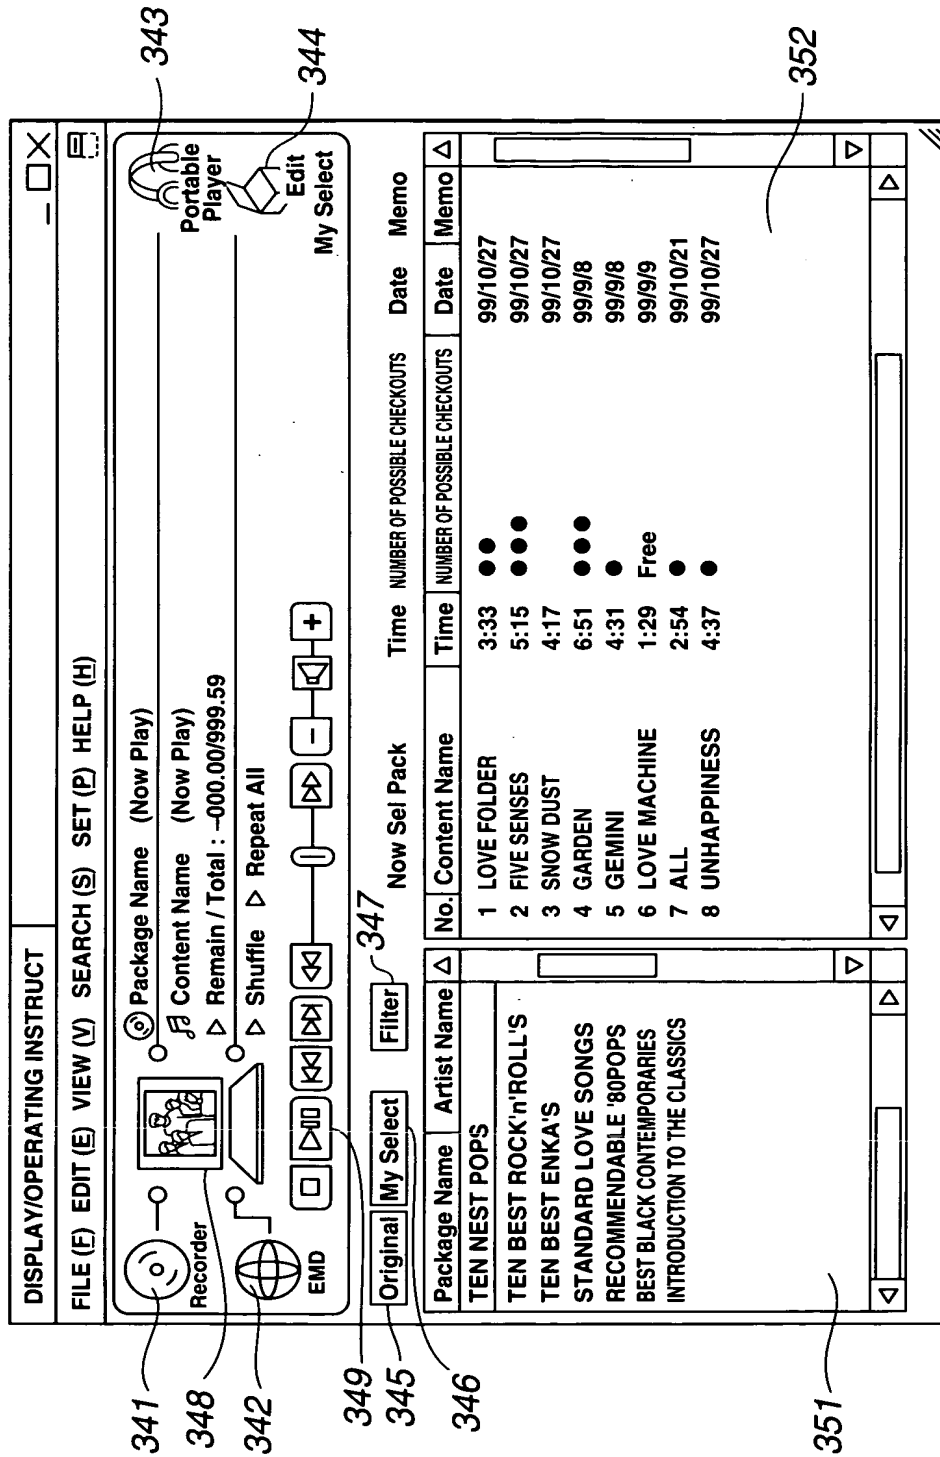 DISPLAY/OPERATING INSTRUCT
FILE (F) EDIT (E) VIEW (V) SEARCH (S) SET (P) HELP (H)
341
Recorder
348
342
EMD
Package Name (Now Play)
Content Name (Now Play)
Remain / Total : –000.00/999.59
Shuffle Repeat All
343
Portable
Player
344
Edit
My Select
349
– +
345
Original
346
My Select
347
Filter
Now Sel Pack Time NUMBER OF POSSIBLE CHECKOUTS Date Memo
Package Name Artist Name
TEN NEST POPS
TEN BEST ROCK'n'ROLL'S
TEN BEST ENKA'S
STANDARD LOVE SONGS
RECOMMENDABLE '80POPS
BEST BLACK CONTEMPORARIES
INTRODUCTION TO THE CLASSICS
351
No. Content Name Time NUMBER OF POSSIBLE CHECKOUTS Date Memo
1 LOVE FOLDER 3:33 ●● 99/10/27
2 FIVE SENSES 5:15 ●●● 99/10/27
3 SNOW DUST 4:17 99/10/27
4 GARDEN 6:51 ●●● 99/9/8
5 GEMINI 4:31 ● 99/9/8
6 LOVE MACHINE 1:29 Free 99/9/9
7 ALL 2:54 ● 99/10/21
8 UNHAPPINESS 4:37 ● 99/10/27
352